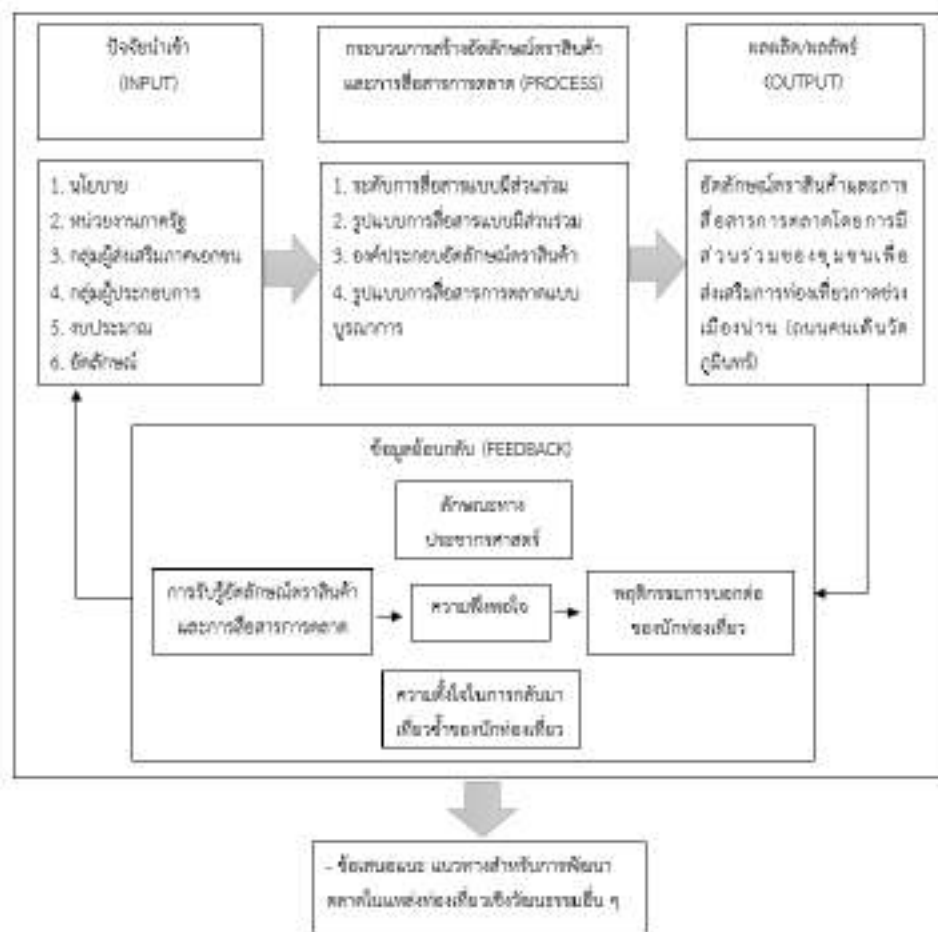 ปัจจัยนำเข้า
(INPUT)
กระบวนการสร้างอัตลักษณ์ตราสินค้า
และการสื่อสารการตลาด (PROCESS)
ผลผลิต/ผลลัพธ์
(OUTPUT)
1. นโยบาย
2. หน่วยงานภาครัฐ
3. กลุ่มผู้ส่งเสริมภาคเอกชน
4. กลุ่มผู้ประกอบการ
5. งบประมาณ
6. อัตลักษณ์
1. ระดับการสื่อสารแบบมีส่วนร่วม
2. รูปแบบการสื่อสารแบบมีส่วนร่วม
3. องค์ประกอบอัตลักษณ์ตราสินค้า
4. รูปแบบการสื่อสารการตลาดแบบ
บูรณาการ
อัตลักษณ์ตราสินค้าและการ
สื่อสารการตลาดโดยการมี
ส่วนร่วมของชุมชนเพื่อ
ส่งเสริมการท่องเที่ยวกาดข่วง
เมืองน่าน (ถนนคนเดินวัด
ภูมินทร์)
ข้อมูลย้อนกลับ (FEEDBACK)
ลักษณะทาง
ประชากรศาสตร์
การรับรู้อัตลักษณ์ตราสินค้า
และการสื่อสารการตลาด
ความพึงพอใจ
พฤติกรรมการบอกต่อ
ของนักท่องเที่ยว
ความตั้งใจในการกลับมา
เที่ยวซ้ำของนักท่องเที่ยว
- ข้อเสนอแนะ แนวทางสำหรับการพัฒนา
ตลาดในแหล่งท่องเที่ยวเชิงวัฒนธรรมอื่น ๆ